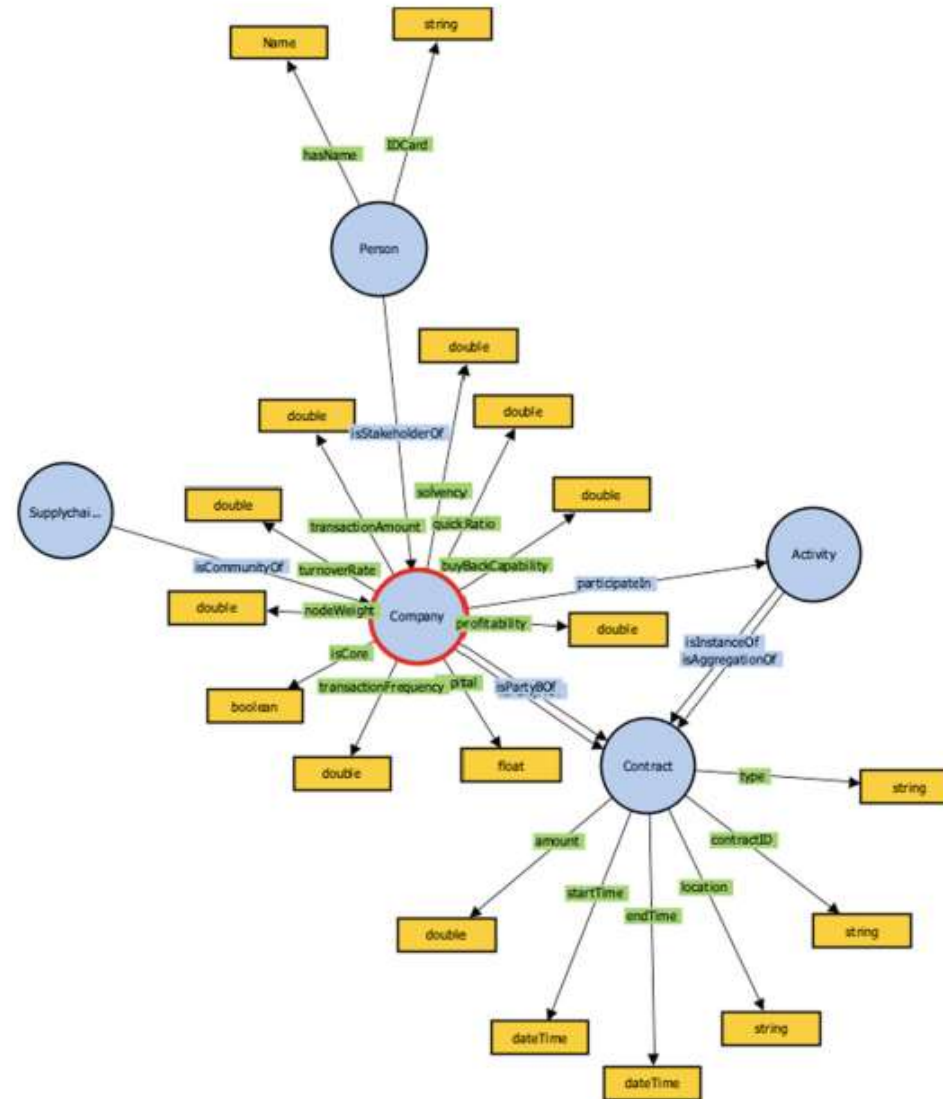 string
Name
IDCard
hasName
Person
double
double
double
isStakeholderOf
solvency
double
Supplychai...
double
transactionAmount
quickRatio
Activity
isCommunityOf
turnoverRate
buyBackCapability
participateIn
double
nodeWeight
Company
profitability
double
isInstanceOf
isCore
isAggregationOf
transactionFrequency
pital
isPartyBOf
boolean
double
float
Contract
type
string
amount
contractID
startTime
location
endTime
double
string
dateTime
string
dateTime